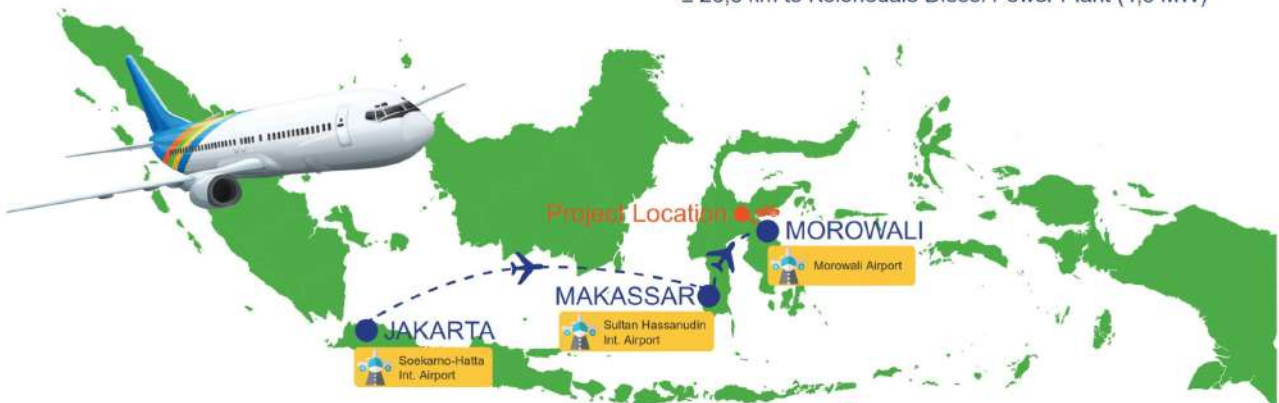 Project Location
MOROWALI
Morowali Airport
MAKASSAR
Sultan Hassanudin
Int. Airport
JAKARTA
Soekarno-Hatta
Int. Airport